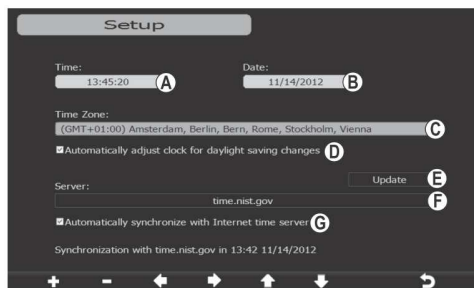 Setup
Time: Date:
13:45:20 A 11/14/2012 B
Time Zone:
(GMT+01:00) Amsterdam, Berlin, Bern, Rome, Stockholm, Vienna C
Automatically adjust clock for daylight saving changes D
Update E
Server:
time.nist.gov F
Automatically synchronize with Internet time server G
Synchronization with time.nist.gov in 13:42 11/14/2012